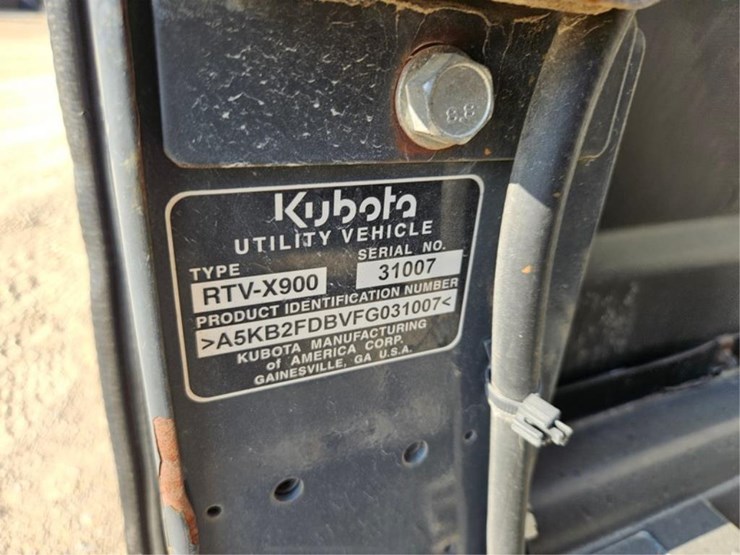 8.8
Kubota
UTILITY VEHICLE
TYPE
SERIAL NO.
RTV-X900
31007
PRODUCT IDENTIFICATION NUMBER
>A5KB2FDBVFG031007<
KUBOTA MANUFACTURING
of AMERICA CORP.
GAINESVILLE, GA U.S.A.